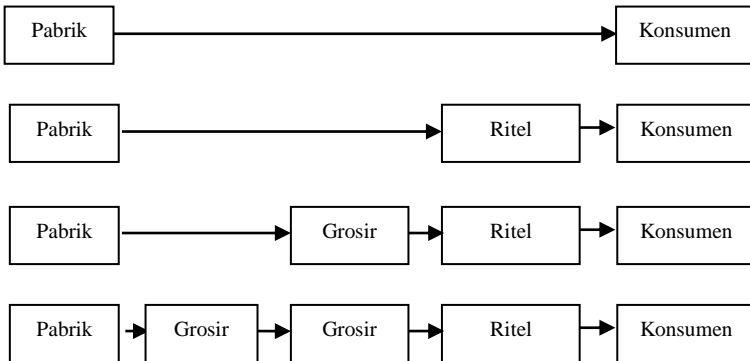 Pabrik Konsumen
Pabrik Ritel Konsumen
Pabrik Grosir Ritel Konsumen
Pabrik Grosir Grosir Ritel Konsumen